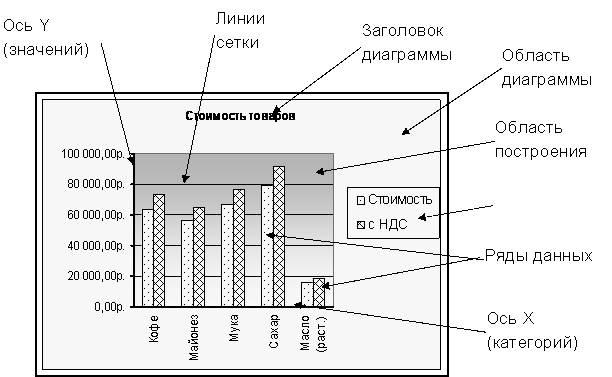 Ось Y
(значений)
Линии
сетки
Заголовок
диаграммы
Область
диаграммы
Стоимость товаров
Область
построения
100 000,00р.
80 000,00р.
60 000,00р.
40 000,00р.
20 000,00р.
0,00р.
Стоимость
с НДС
Ряды данных
Кофе
Майонез
Мука
Сахар
Масло
(раст.)
Ось X
(категорий)